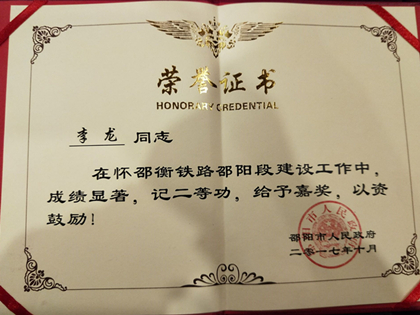 荣誉证书
HONORARY CREDENTIAL
李龙 同志
在怀邵衡铁路邵阳段建设工作中，
成绩显著，记二等功，给予嘉奖，以资
鼓励！
邵阳市人民政府
二〇一七年十月